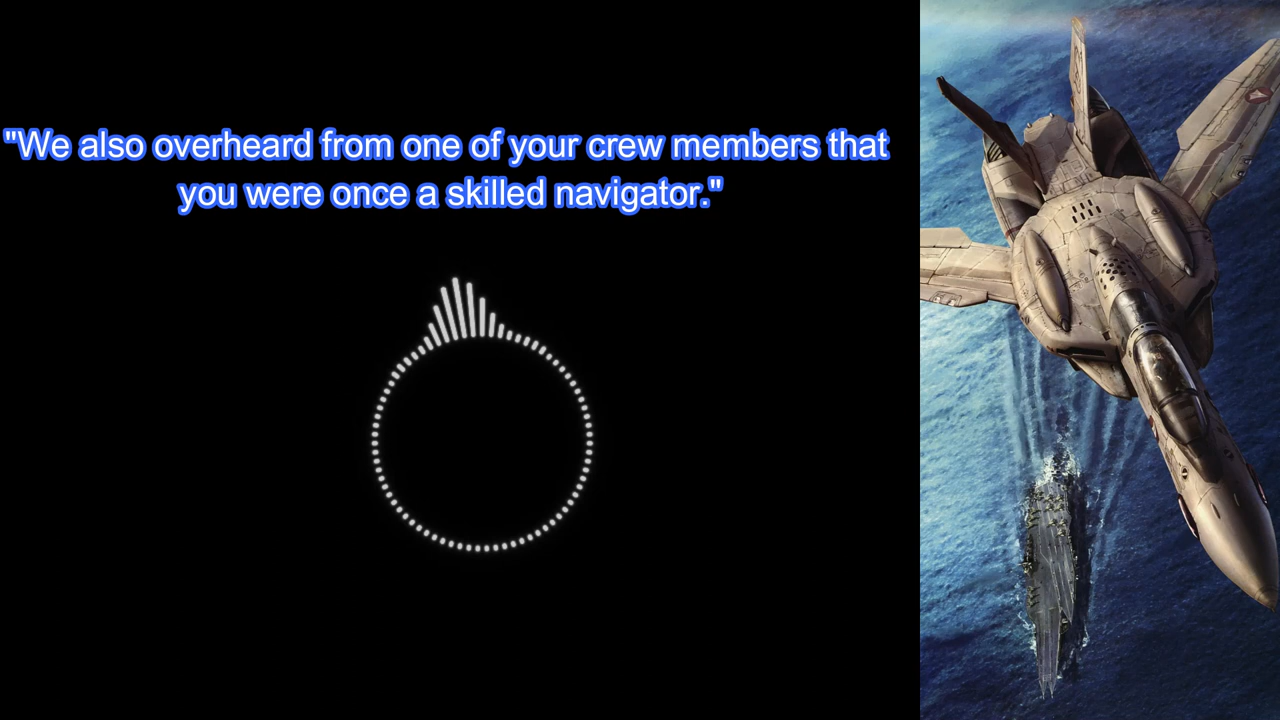 "We also overheard from one of your crew members that
you were once a skilled navigator."